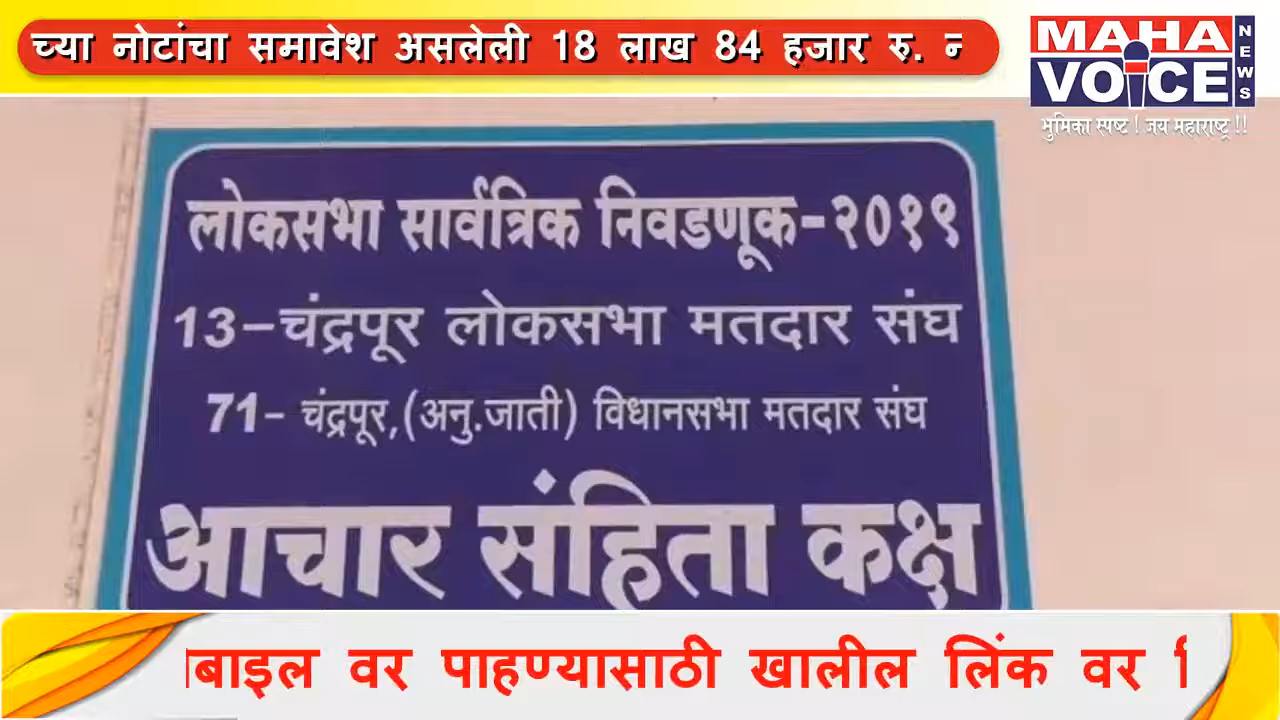 च्या नोटांचा समावेश असलेली 18 लाख 84 हजार रु.
MAHA
VOICE
NEWS
भुमिका स्पष्ट ! जय महाराष्ट्र !!
लोकसभा सार्वत्रिक निवडणूक-२०१९
13-चंद्रपूर लोकसभा मतदार संघ
71- चंद्रपूर,(अनु.जाती) विधानसभा मतदार संघ
आचार संहिता कक्ष
वर पाहण्यासाठी खालील लिंक वर